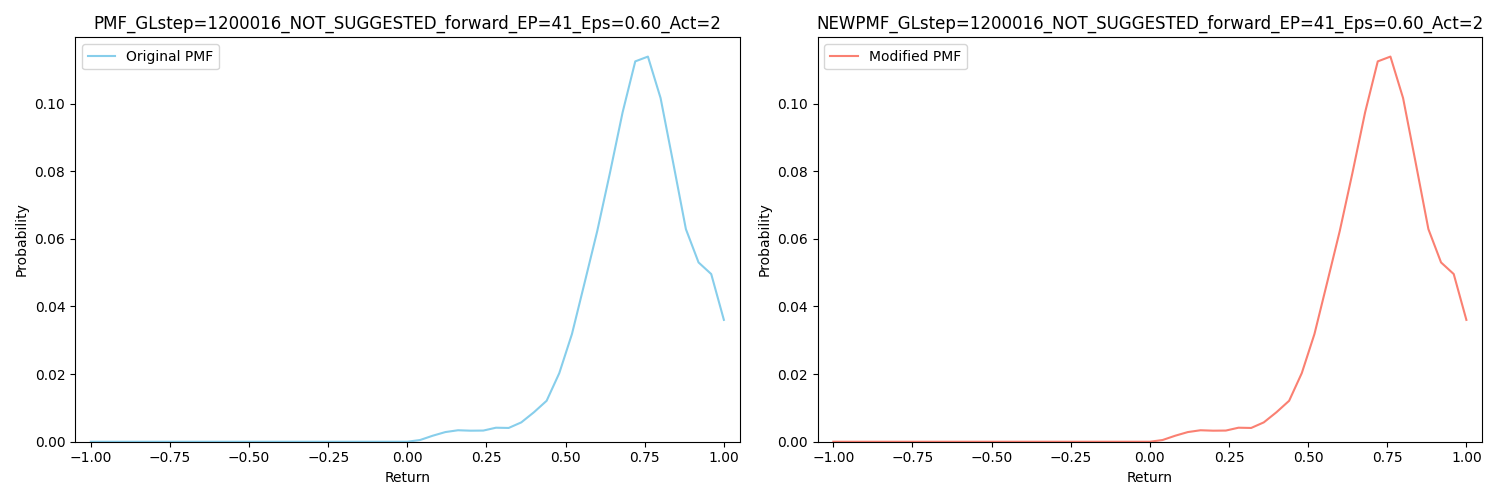 PMF_GLstep=1200016_NOT_SUGGESTED_forward_EP=41_Eps=0.60_Act=2
Original PMF
Probability
0.10
0.08
0.06
0.04
0.02
0.00
−1.00 −0.75 −0.50 −0.25 0.00 0.25 0.50 0.75 1.00
Return
NEWPMF_GLstep=1200016_NOT_SUGGESTED_forward_EP=41_Eps=0.60_Act=2
Modified PMF
Probability
0.10
0.08
0.06
0.04
0.02
0.00
−1.00 −0.75 −0.50 −0.25 0.00 0.25 0.50 0.75 1.00
Return